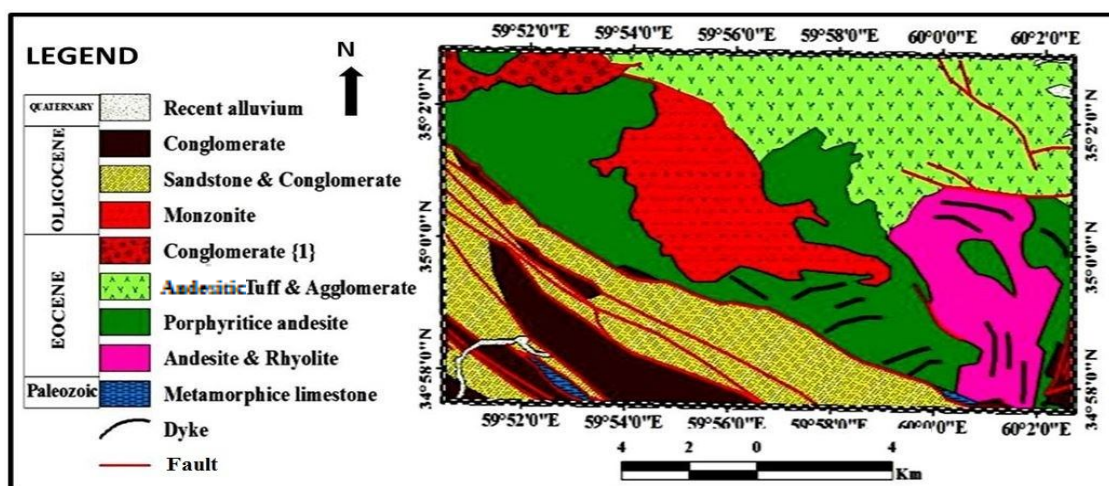 LEGEND
N
QUATERNARY
Recent alluvium
OLIGOCENE
Conglomerate
Sandstone & Conglomerate
Monzonite
EOCENE
Conglomerate {1}
Andesitic Tuff & Agglomerate
Porphyritice andesite
Andesite & Rhyolite
Paleozoic
Metamorphice limestone
Dyke
Fault
59°52'0"E 59°54'0"E 59°56'0"E 59°58'0"E 60°0'0"E 60°2'0"E
35°2'0"N
35°0'0"N
34°58'0"N
35°2'0"N
35°0'0"N
34°58'0"N
59°52'0"E 59°54'0"E 59°56'0"E 59°58'0"E 60°0'0"E 60°2'0"E
4 2 0 4
Km